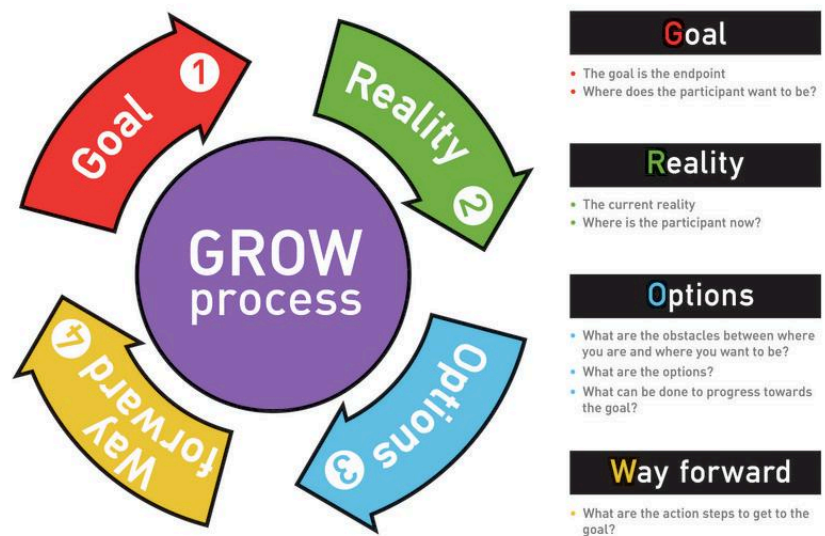 Goal 1
Reality 2
GROW
process
Options 3
Way
forward 4
Goal
• The goal is the endpoint
• Where does the participant want to be?
Reality
• The current reality
• Where is the participant now?
Options
• What are the obstacles between where
you are and where you want to be?
• What are the options?
• What can be done to progress towards
the goal?
Way forward
• What are the action steps to get to the
goal?